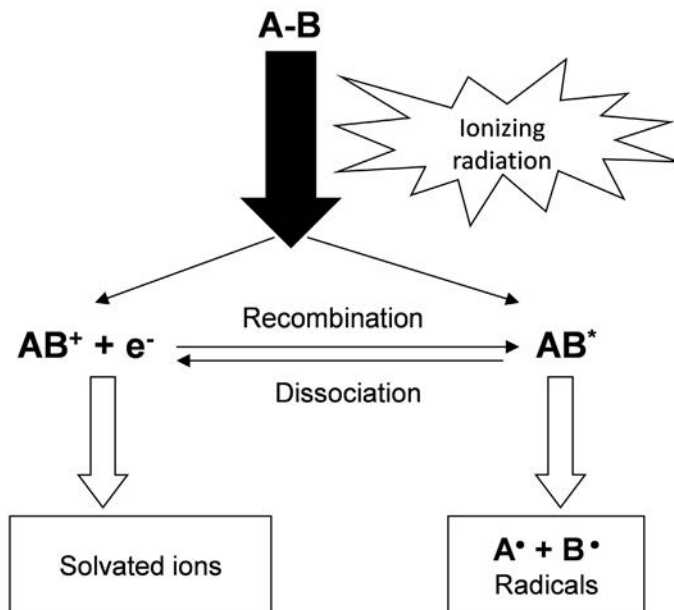 A-B
Ionizing
radiation
Recombination
AB⁺ + e⁻
AB*
Dissociation
Solvated ions
A• + B•
Radicals